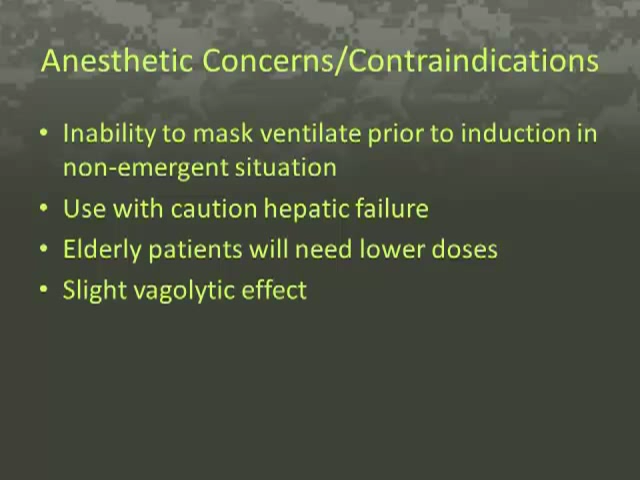 Anesthetic Concerns/Contraindications
• Inability to mask ventilate prior to induction in
non-emergent situation
• Use with caution hepatic failure
• Elderly patients will need lower doses
• Slight vagolytic effect